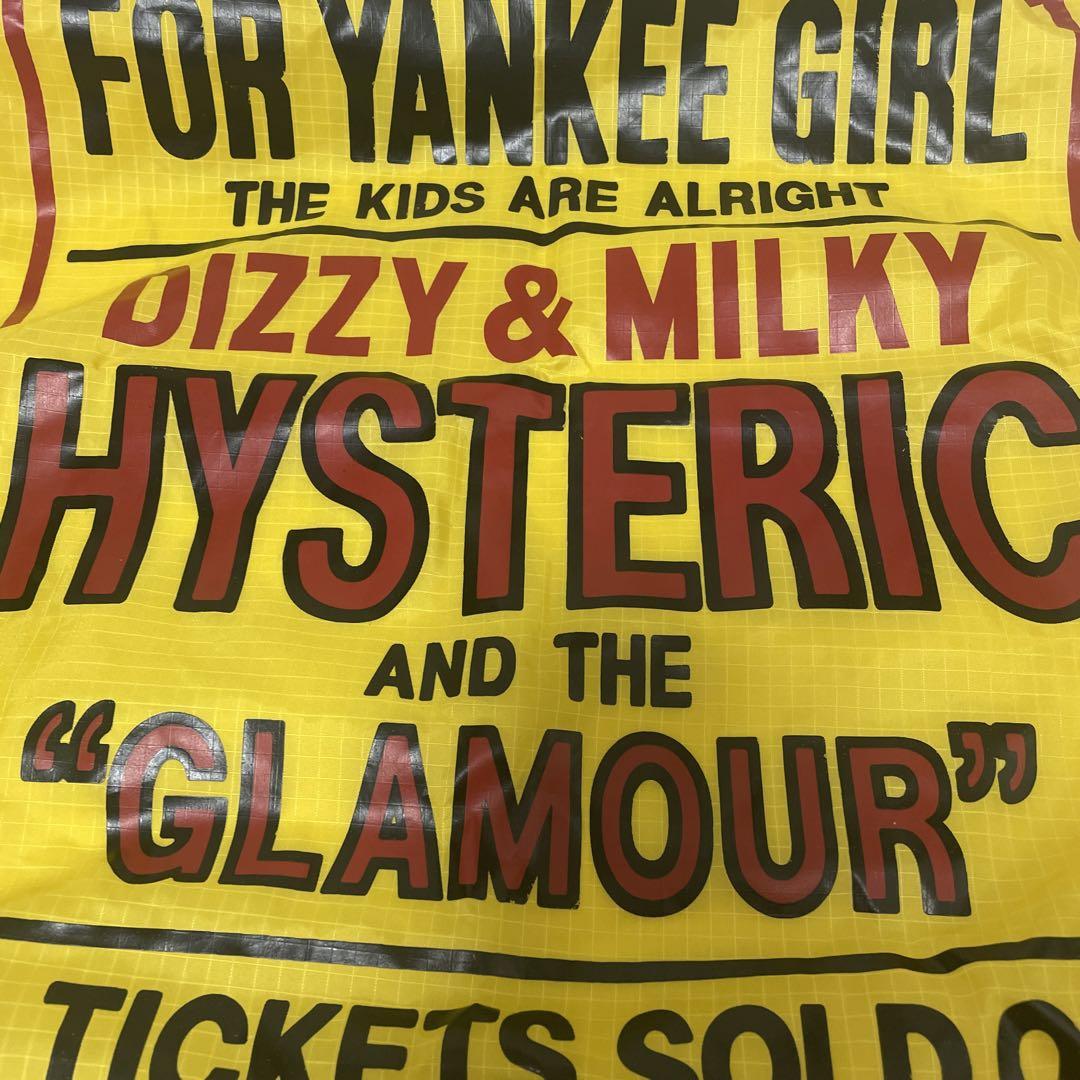 FOR YANKEE GIRL
THE KIDS ARE ALRIGHT
DIZZY & MILKY
HYSTERIC
AND THE
“GLAMOUR”
TICKETS SOLD O